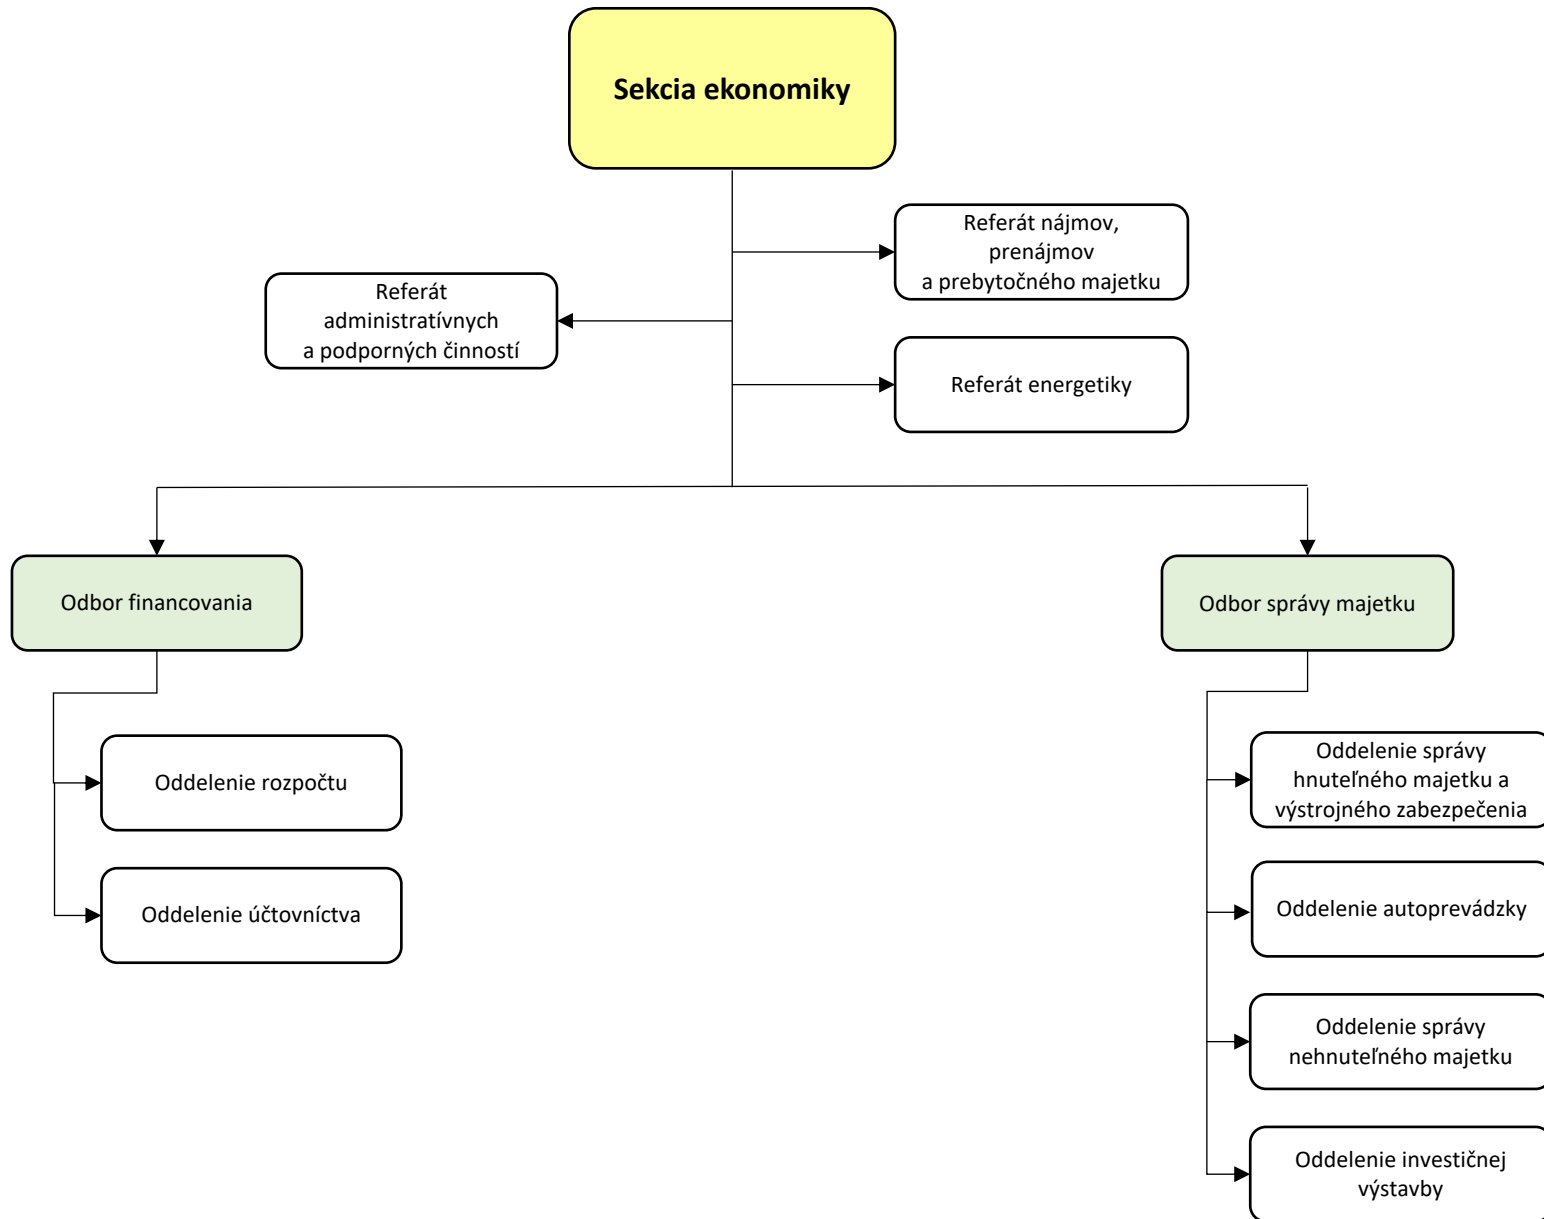 Sekcia ekonomiky
Referát nájmov,
prenájmov
a prebytočného majetku
Referát
administratívnych
a podporných činností
Referát energetiky
Odbor financovania
Odbor správy majetku
Oddelenie rozpočtu
Oddelenie účtovníctva
Oddelenie správy
hnuteľného majetku a
výstrojného zabezpečenia
Oddelenie autoprevádzky
Oddelenie správy
nehnuteľného majetku
Oddelenie investičnej
výstavby